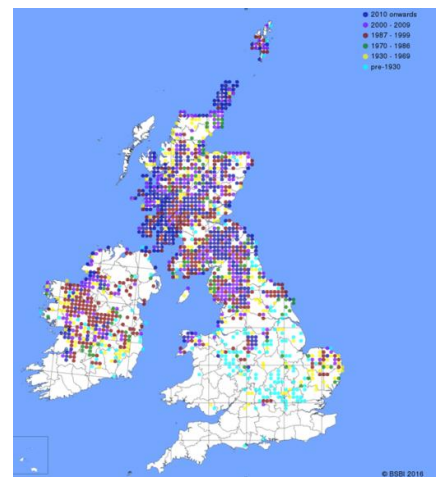 2010 onwards
2000 - 2009
1987 - 1999
1970 - 1986
1930 - 1969
pre-1930
© BSBI 2016